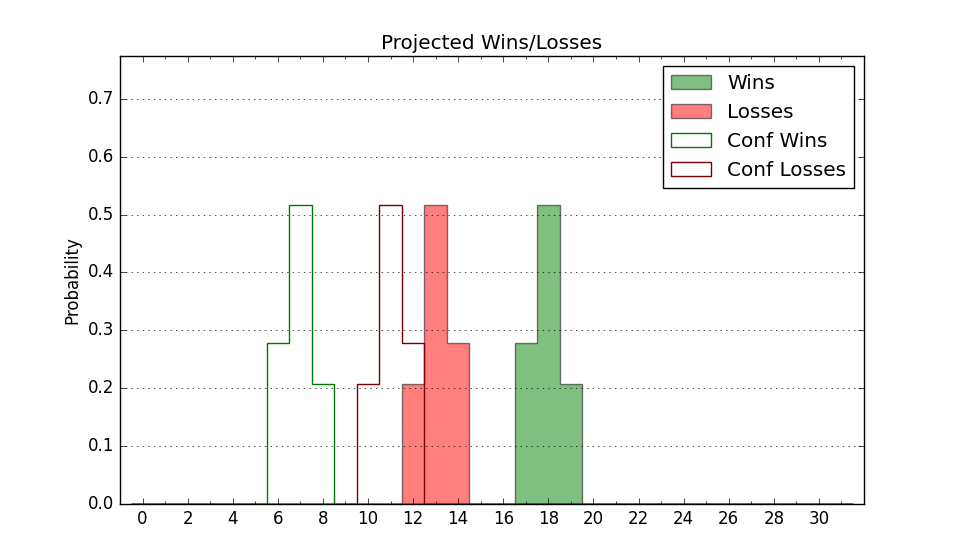 Projected Wins/Losses
Wins
Losses
Conf Wins
Conf Losses
Probability
0.7
0.6
0.5
0.4
0.3
0.2
0.1
0.0
0 2 4 6 8 10 12 14 16 18 20 22 24 26 28 30